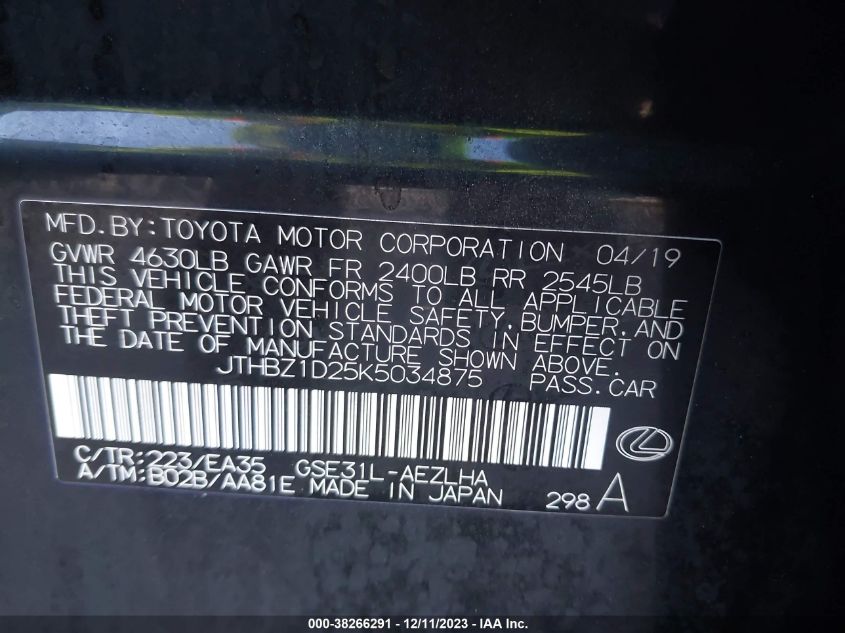 MFD.BY:TOYOTA MOTOR CORPORATION 04/19
GVWR 4630LB GAWR FR 2400LB RR 2545LB
THIS VEHICLE CONFORMS TO ALL APPLICABLE
FEDERAL MOTOR VEHICLE SAFETY,BUMPER,AND
THEFT PREVENTION STANDARDS IN EFFECT ON
THE DATE OF MANUFACTURE SHOWN ABOVE.
JTHBZ1D25K5034875 PASS.CAR
C/TR:223/EA35 GSE31L-AEZLHA
A/TM:B02B/AA81E MADE IN JAPAN 298 A
000-38266291 - 12/11/2023 - IAA Inc.